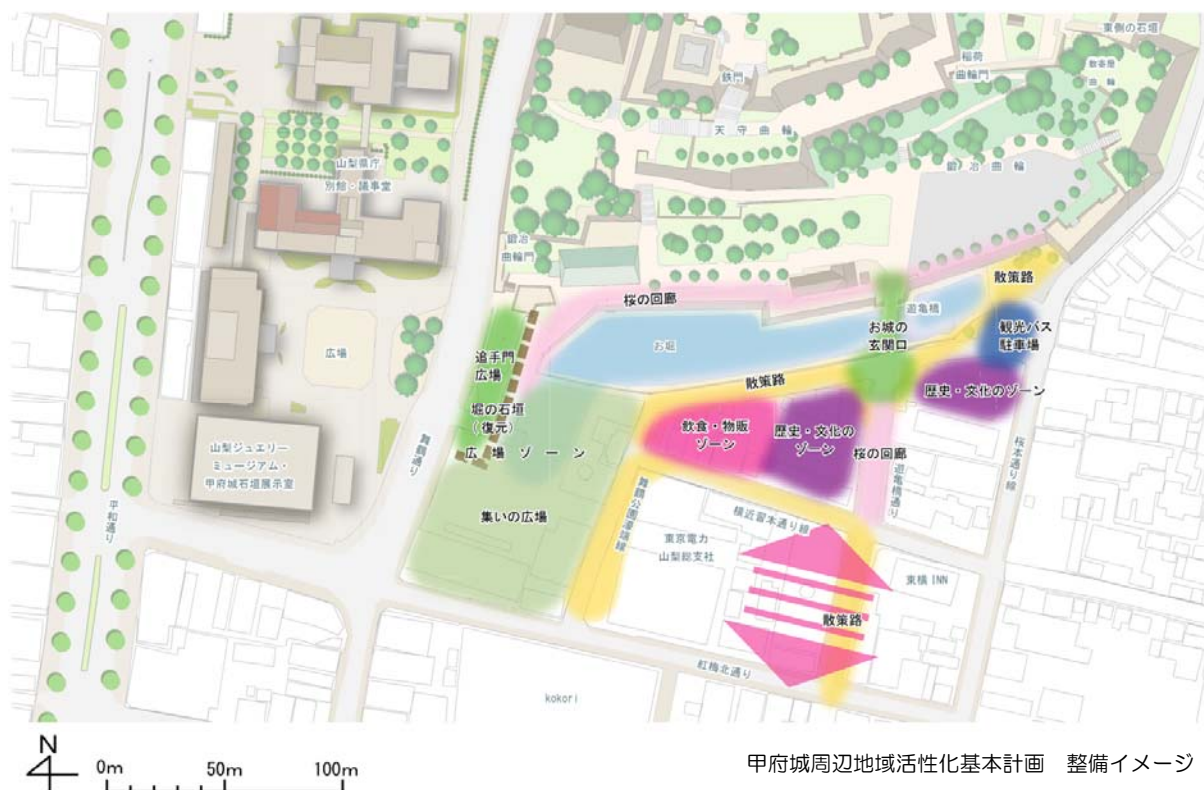 東側の石垣
稲荷
曲輪門
数寄屋
曲輪
鉄門
天守曲輪
鍛冶曲輪
山梨県庁
別館・議事堂
鍛冶
曲輪門
桜の回廊
散策路
遊亀橋
お城の
玄関口
観光バス
駐車場
お堀
広場
追手門
広場
散策路
歴史・文化のゾーン
堀の石垣
(復元)
飲食・物販
ゾーン
歴史・文化の
ゾーン
桜の回廊
広場ゾーン
山梨ジュエリー
ミュージアム・
甲府城石垣展示室
舞鶴通り
平和通り
桜本通り線
遊亀橋通り
集いの広場
舞鶴公園濠端線
横近習本通り線
東京電力
山梨総支社
東横INN
散策路
紅梅北通り
kokori
N
0m 50m 100m
甲府城周辺地域活性化基本計画 整備イメージ